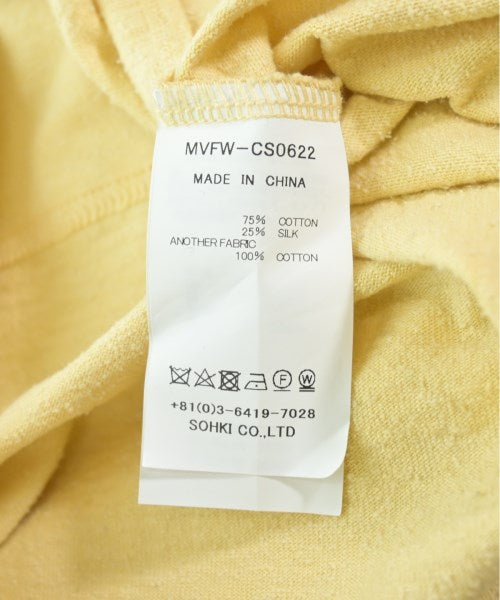 MVFW-CS0622
MADE IN CHINA
75% COTTON
25% SILK
ANOTHER FABRIC
100% COTTON
F W
+81(0)3-6419-7028
SOHKI CO.,LTD